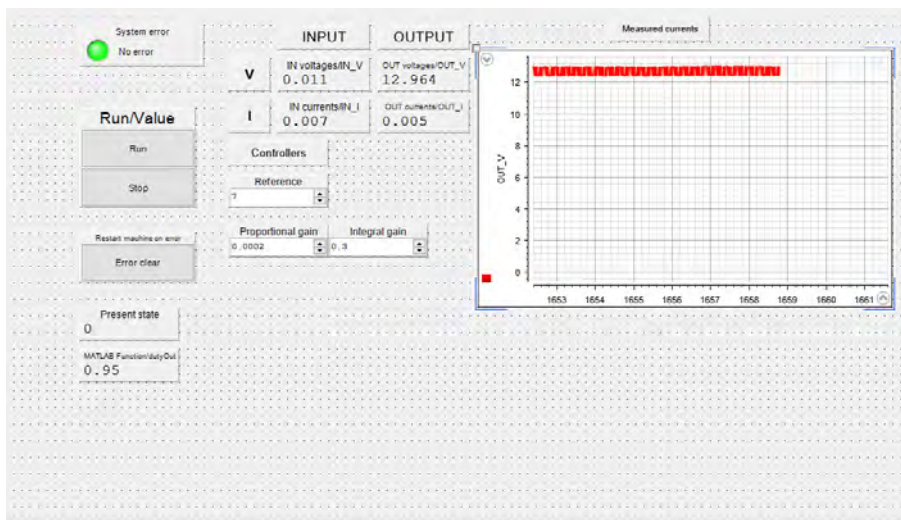 System error
No error
INPUT
OUTPUT
V
IN voltages/IN_V
0.011
OUT voltages/OUT_V
12.964
I
IN currents/IN_I
0.007
OUT currents/OUT_I
0.005
Run/Value
Run
Stop
Controllers
Reference
7
Proportional gain
0.0002
Integral gain
0.3
Restart machine on error
Error clear
Present state
0
MATLAB Function/dutyOut
0.95
Measured currents
OUT_V
12
10
8
6
4
2
0
1653 1654 1655 1656 1657 1658 1659 1660 1661